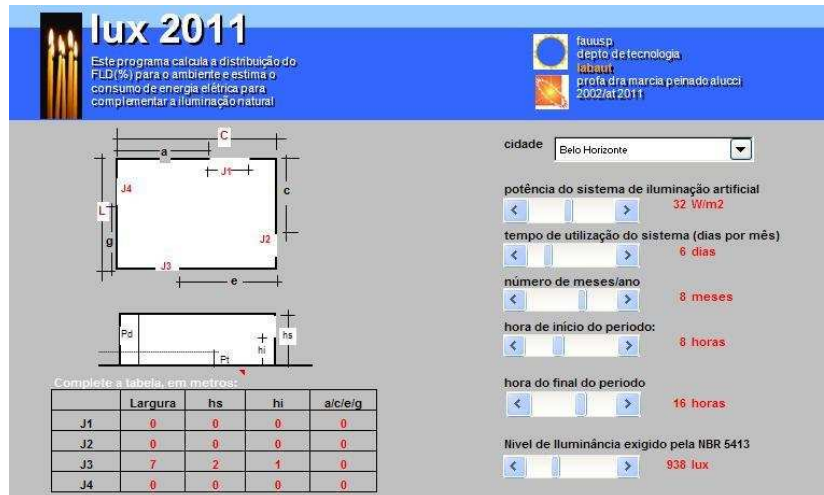 lux 2011
Este programa calcula a distribuição do
FLD(%) para o ambiente e estima o
consumo de energia elétrica para
complementar a iluminação natural
fauusp
depto de tecnologia
labaut
profa dra marcia peinado alucci
2002/at 2011
C
a
J1
J4
c
L
g
J2
J3
e
Pd
hs
hi
Pt
Complete a tabela, em metros:
Largura hs hi a/c/e/g
J1 0 0 0 0
J2 0 0 0 0
J3 7 2 1 0
J4 0 0 0 0
cidade Belo Horizonte
potência do sistema de iluminação artificial
32 W/m2
tempo de utilização do sistema (dias por mês)
6 dias
número de meses/ano
8 meses
hora de início do periodo:
8 horas
hora do final do periodo
16 horas
Nivel de Iluminância exigido pela NBR 5413
938 lux